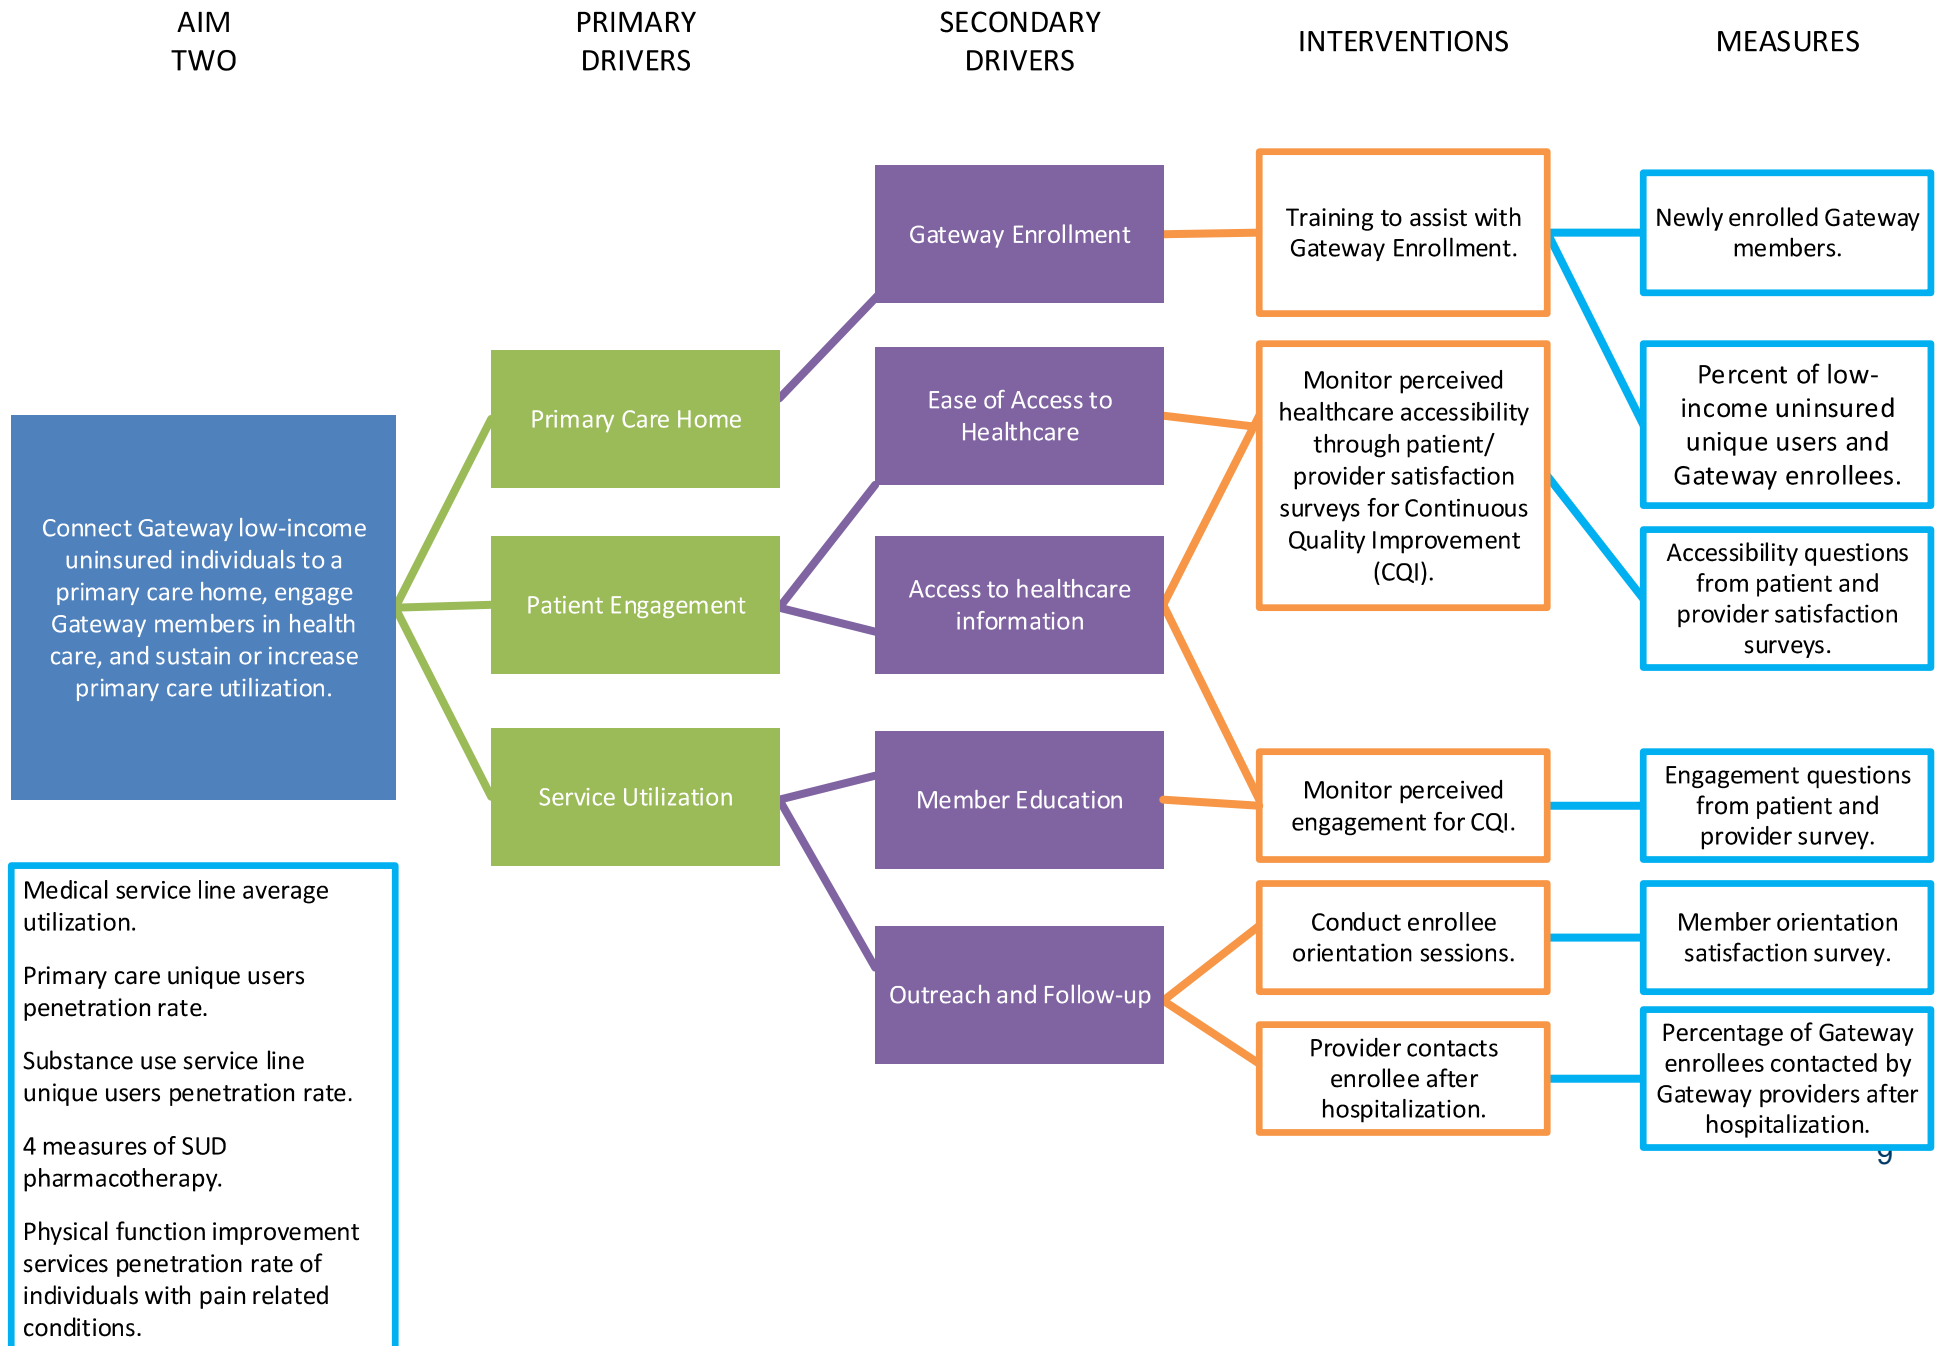 AIM
TWO
PRIMARY
DRIVERS
SECONDARY
DRIVERS
INTERVENTIONS
MEASURES
Connect Gateway low-income
uninsured individuals to a
primary care home, engage
Gateway members in health
care, and sustain or increase
primary care utilization.
Medical service line average
utilization.
Primary care unique users
penetration rate.
Substance use service line
unique users penetration rate.
4 measures of SUD
pharmacotherapy.
Physical function improvement
services penetration rate of
individuals with pain related
conditions.
Primary Care Home
Patient Engagement
Service Utilization
Gateway Enrollment
Ease of Access to
Healthcare
Access to healthcare
information
Member Education
Outreach and Follow-up
Training to assist with
Gateway Enrollment.
Monitor perceived
healthcare accessibility
through patient/
provider satisfaction
surveys for Continuous
Quality Improvement
(CQI).
Monitor perceived
engagement for CQI.
Conduct enrollee
orientation sessions.
Provider contacts
enrollee after
hospitalization.
Newly enrolled Gateway
members.
Percent of low-
income uninsured
unique users and
Gateway enrollees.
Accessibility questions
from patient and
provider satisfaction
surveys.
Engagement questions
from patient and
provider survey.
Member orientation
satisfaction survey.
Percentage of Gateway
enrollees contacted by
Gateway providers after
hospitalization.
9